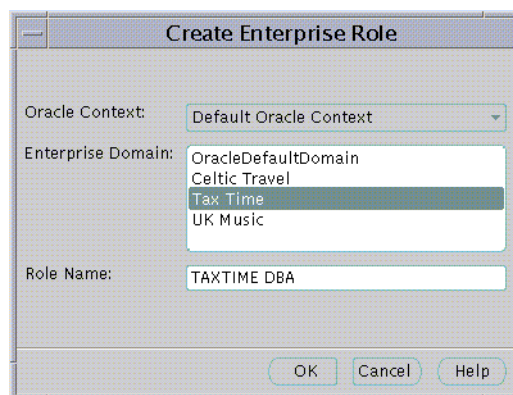 Create Enterprise Role
Oracle Context:
Default Oracle Context
Enterprise Domain:
OracleDefaultDomain
Celtic Travel
Tax Time
UK Music
Role Name:
TAXTIME DBA
OK Cancel Help